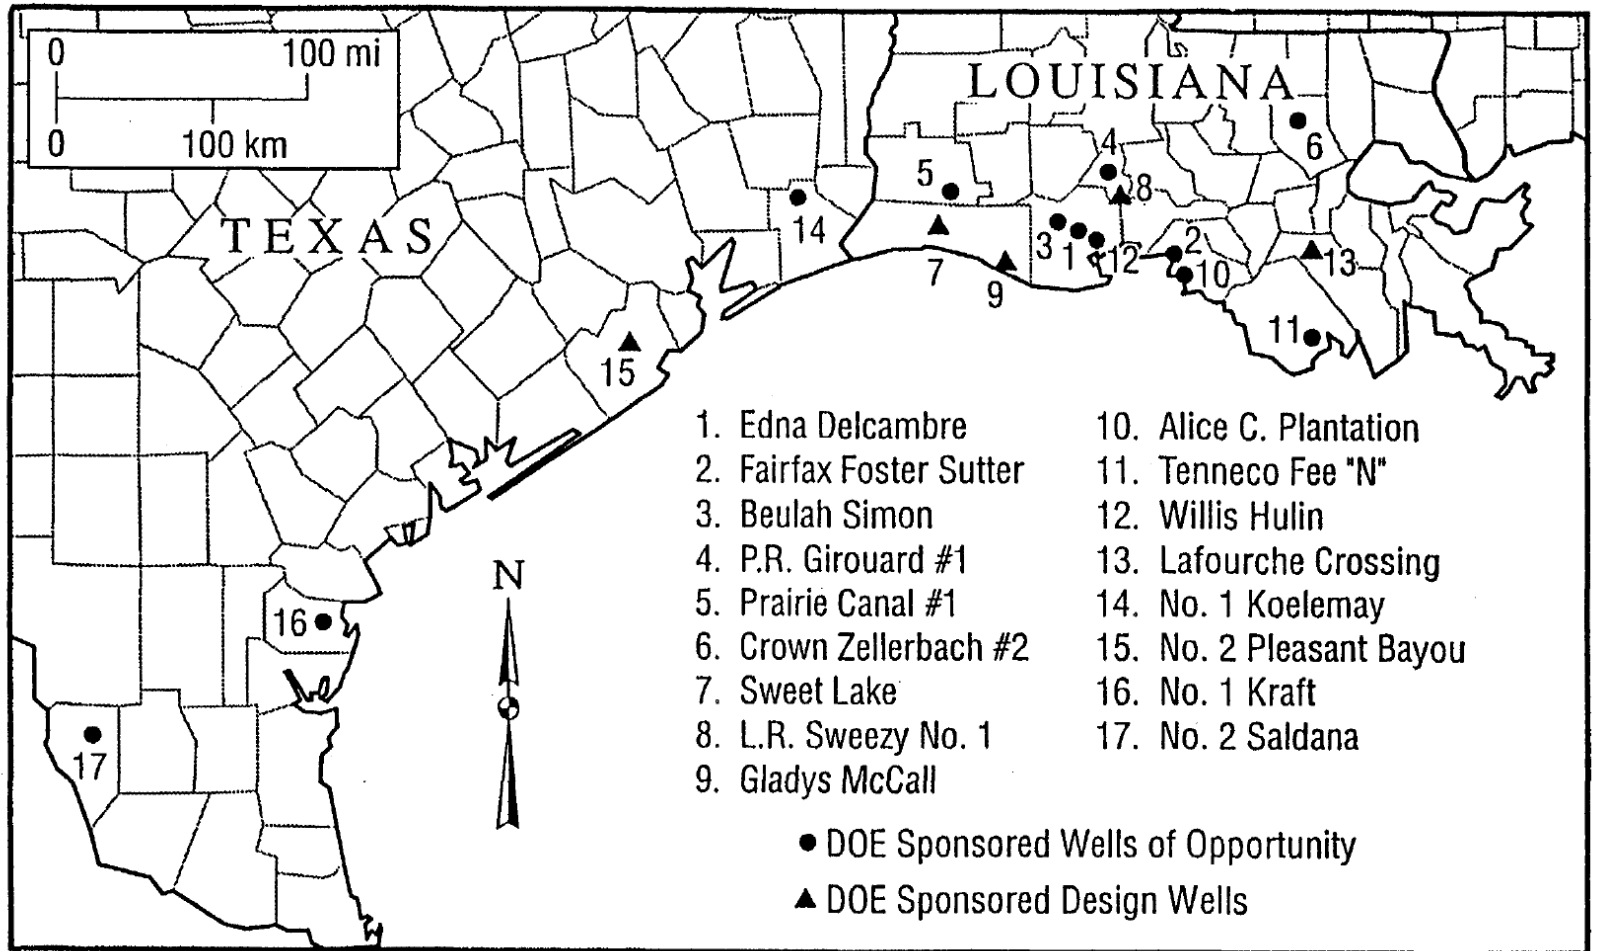 0 100 mi
0 100 km
LOUISIANA
TEXAS
6
4
5
8
14
3
1
12
2
10
13
7
9
11
15
16
17
N
1. Edna Delcambre
2. Fairfax Foster Sutter
3. Beulah Simon
4. P.R. Girouard #1
5. Prairie Canal #1
6. Crown Zellerbach #2
7. Sweet Lake
8. L.R. Sweezy No. 1
9. Gladys McCall
10. Alice C. Plantation
11. Tenneco Fee "N"
12. Willis Hulin
13. Lafourche Crossing
14. No. 1 Koelemay
15. No. 2 Pleasant Bayou
16. No. 1 Kraft
17. No. 2 Saldana
DOE Sponsored Wells of Opportunity
DOE Sponsored Design Wells